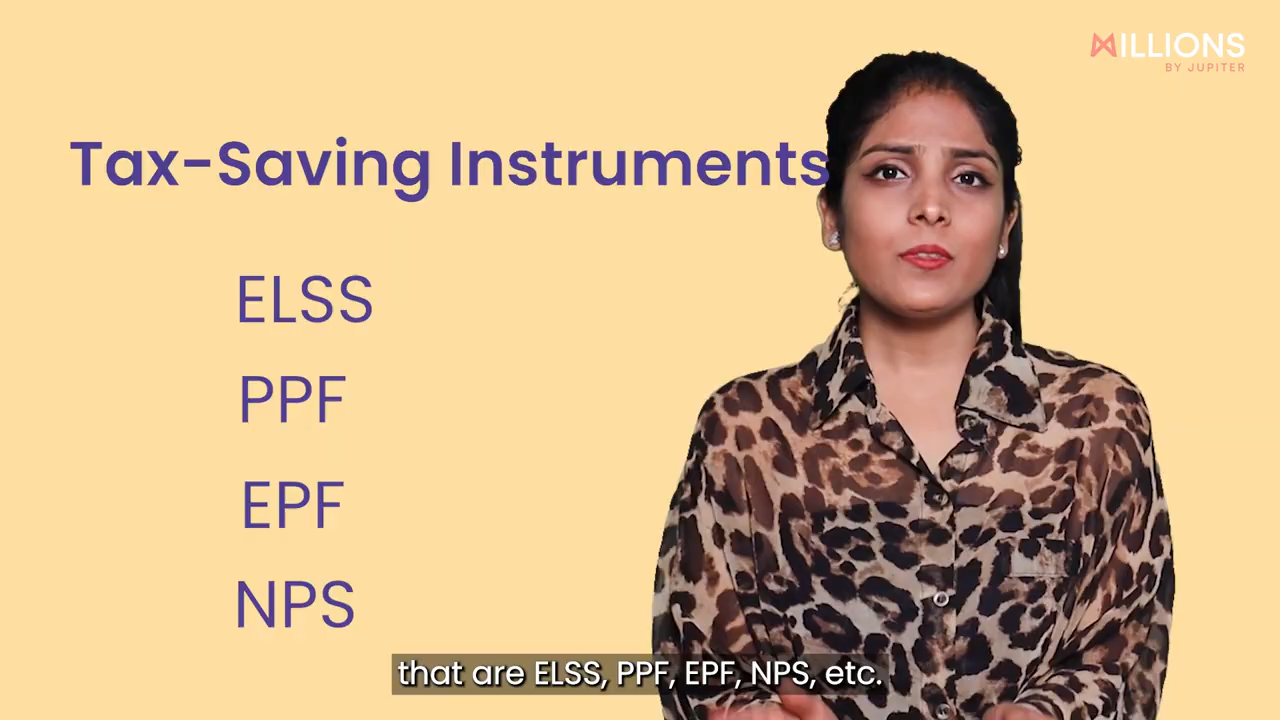 MILLIONS
BY JUPITER
Tax-Saving Instruments
ELSS
PPF
EPF
NPS
that are ELSS, PPF, EPF, NPS, etc.